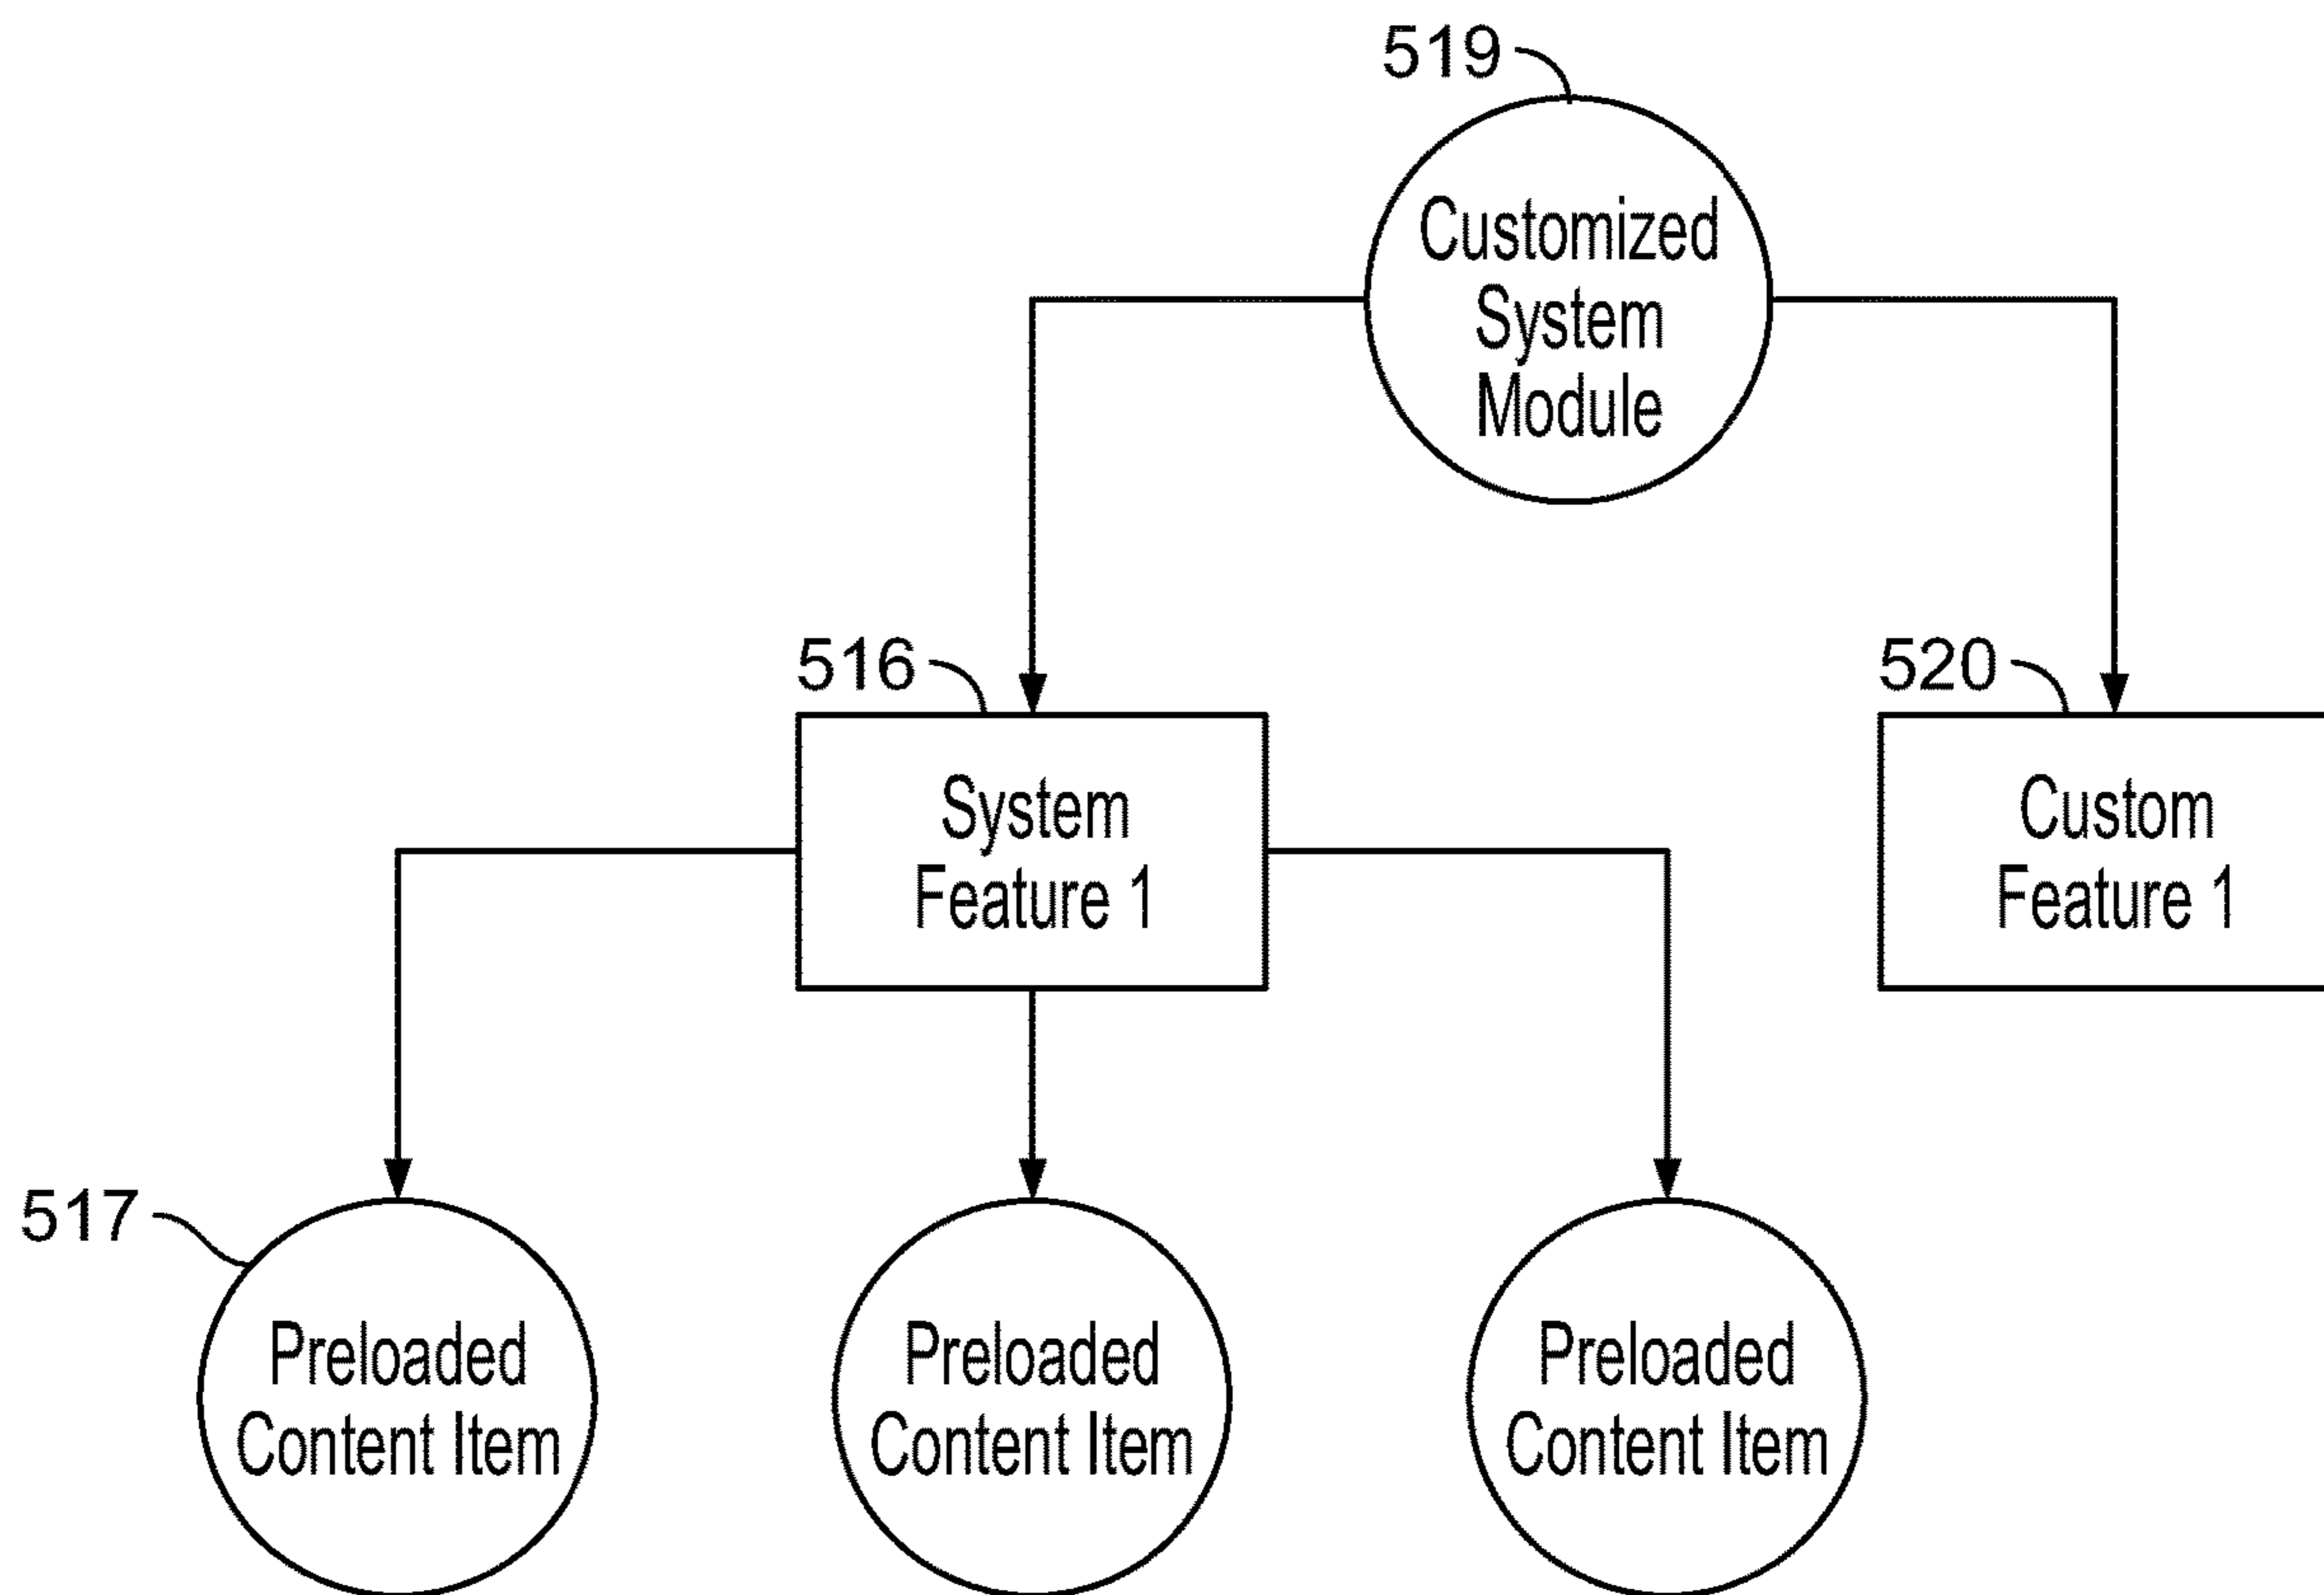 519
Customized
System
Module
516
520
System
Feature 1
Custom
Feature 1
517
Preloaded
Content Item
Preloaded
Content Item
Preloaded
Content Item